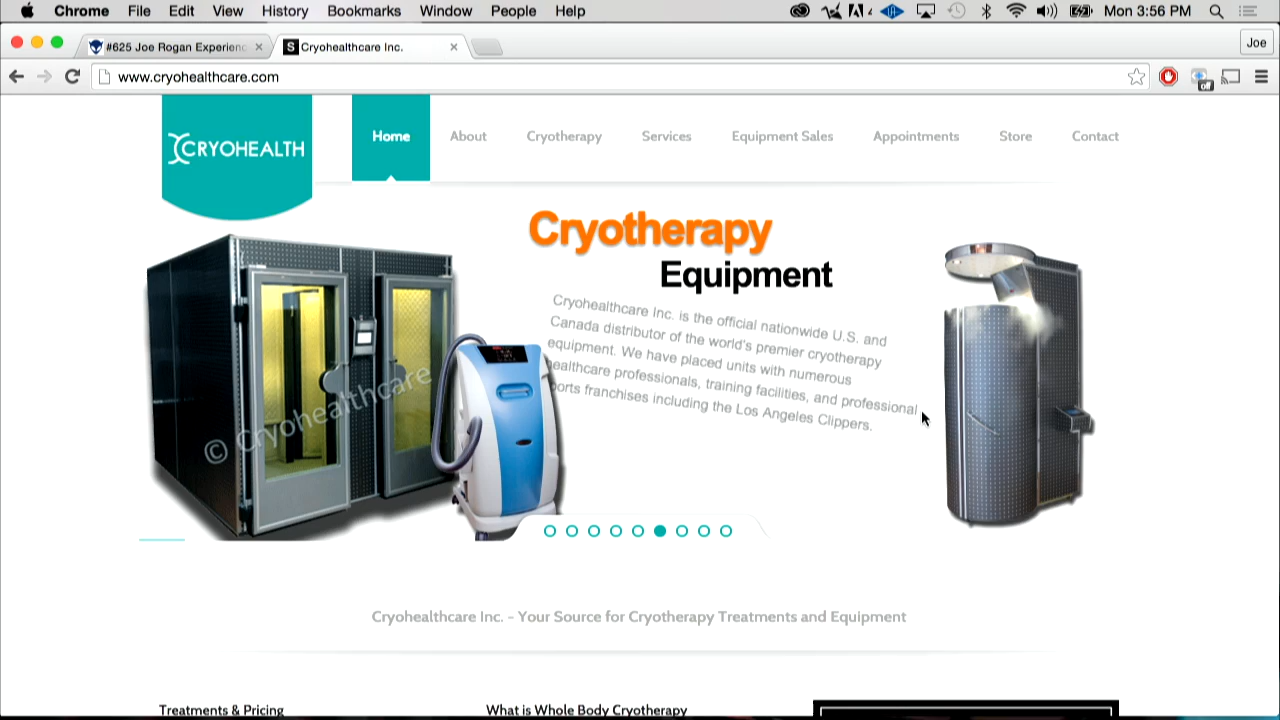 Chrome File Edit View History Bookmarks Window People Help Mon 3:56 PM
#625 Joe Rogan Experienc Cryohealthcare Inc. Joe
www.cryohealthcare.com
off
CRYOHEALTH
Home About Cryotherapy Services Equipment Sales Appointments Store Contact
Cryotherapy
Equipment
Cryohealthcare Inc. is the official nationwide U.S. and
Canada distributor of the world's premier cryotherapy
equipment. We have placed units with numerous
ealthcare professionals, training facilities, and professional
orts franchises including the Los Angeles Clippers.
© Cryohealthcare
Cryohealthcare Inc. - Your Source for Cryotherapy Treatments and Equipment
Treatments & Pricing
What is Whole Body Cryotherapy